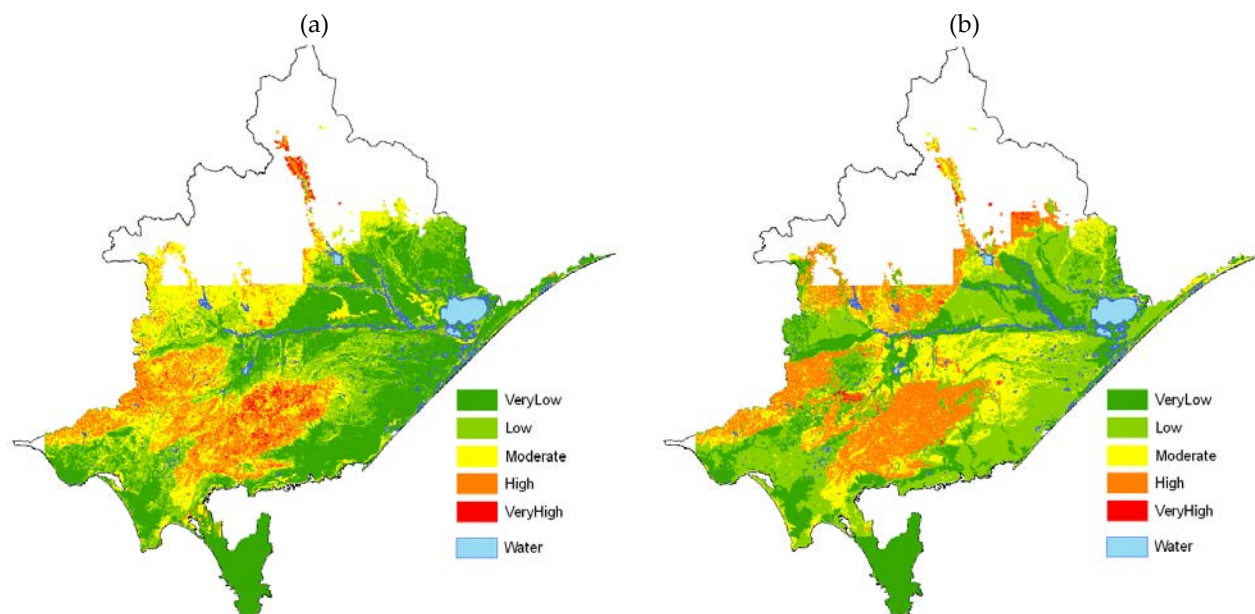 (a)
(b)
VeryLow
Low
Moderate
High
VeryHigh
Water
VeryLow
Low
Moderate
High
VeryHigh
Water